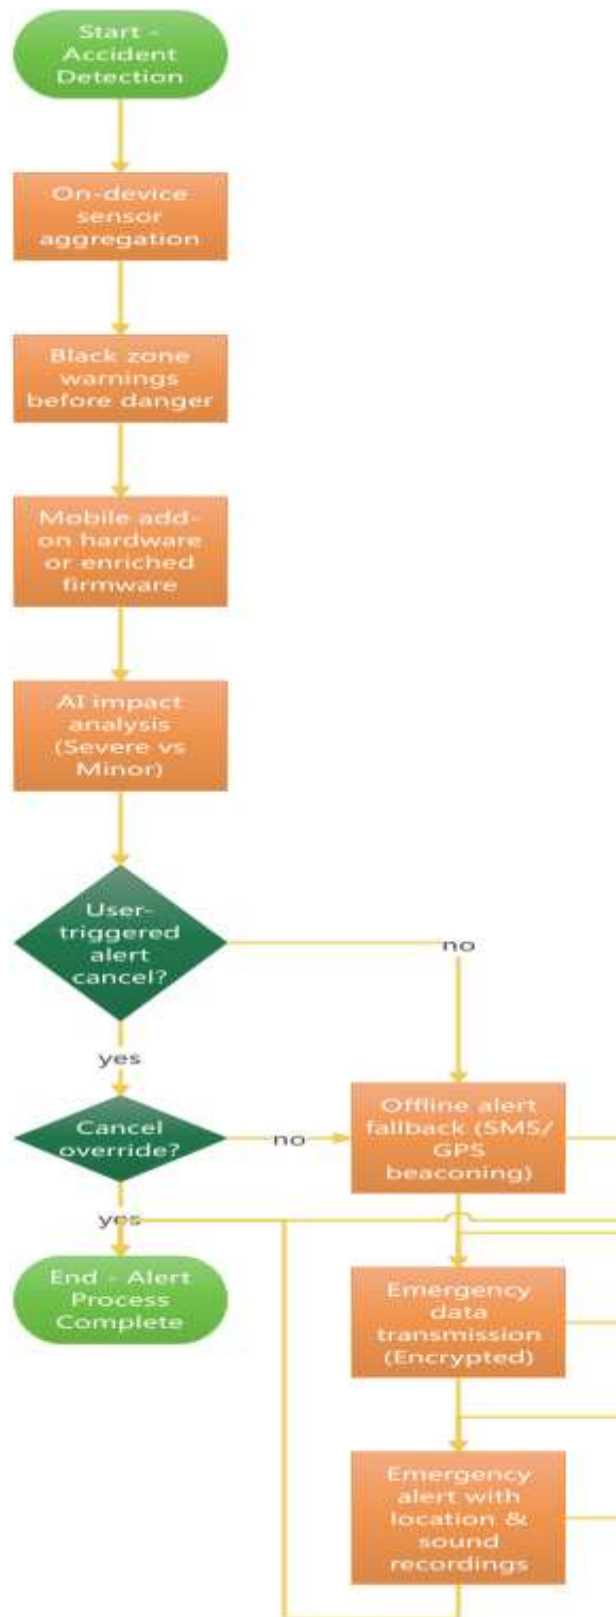 Start -
Accident
Detection
On-device
sensor
aggregation
Black zone
warnings
before danger
Mobile add-
on hardware
or enriched
firmware
AI impact
analysis
(Severe vs
Minor)
User-
triggered
alert
cancel?
no
yes
Cancel
override?
no
Offline alert
fallback (SMS/
GPS
beaconing)
yes
End - Alert
Process
Complete
Emergency
data
transmission
(Encrypted)
Emergency
alert with
location &
sound
recordings